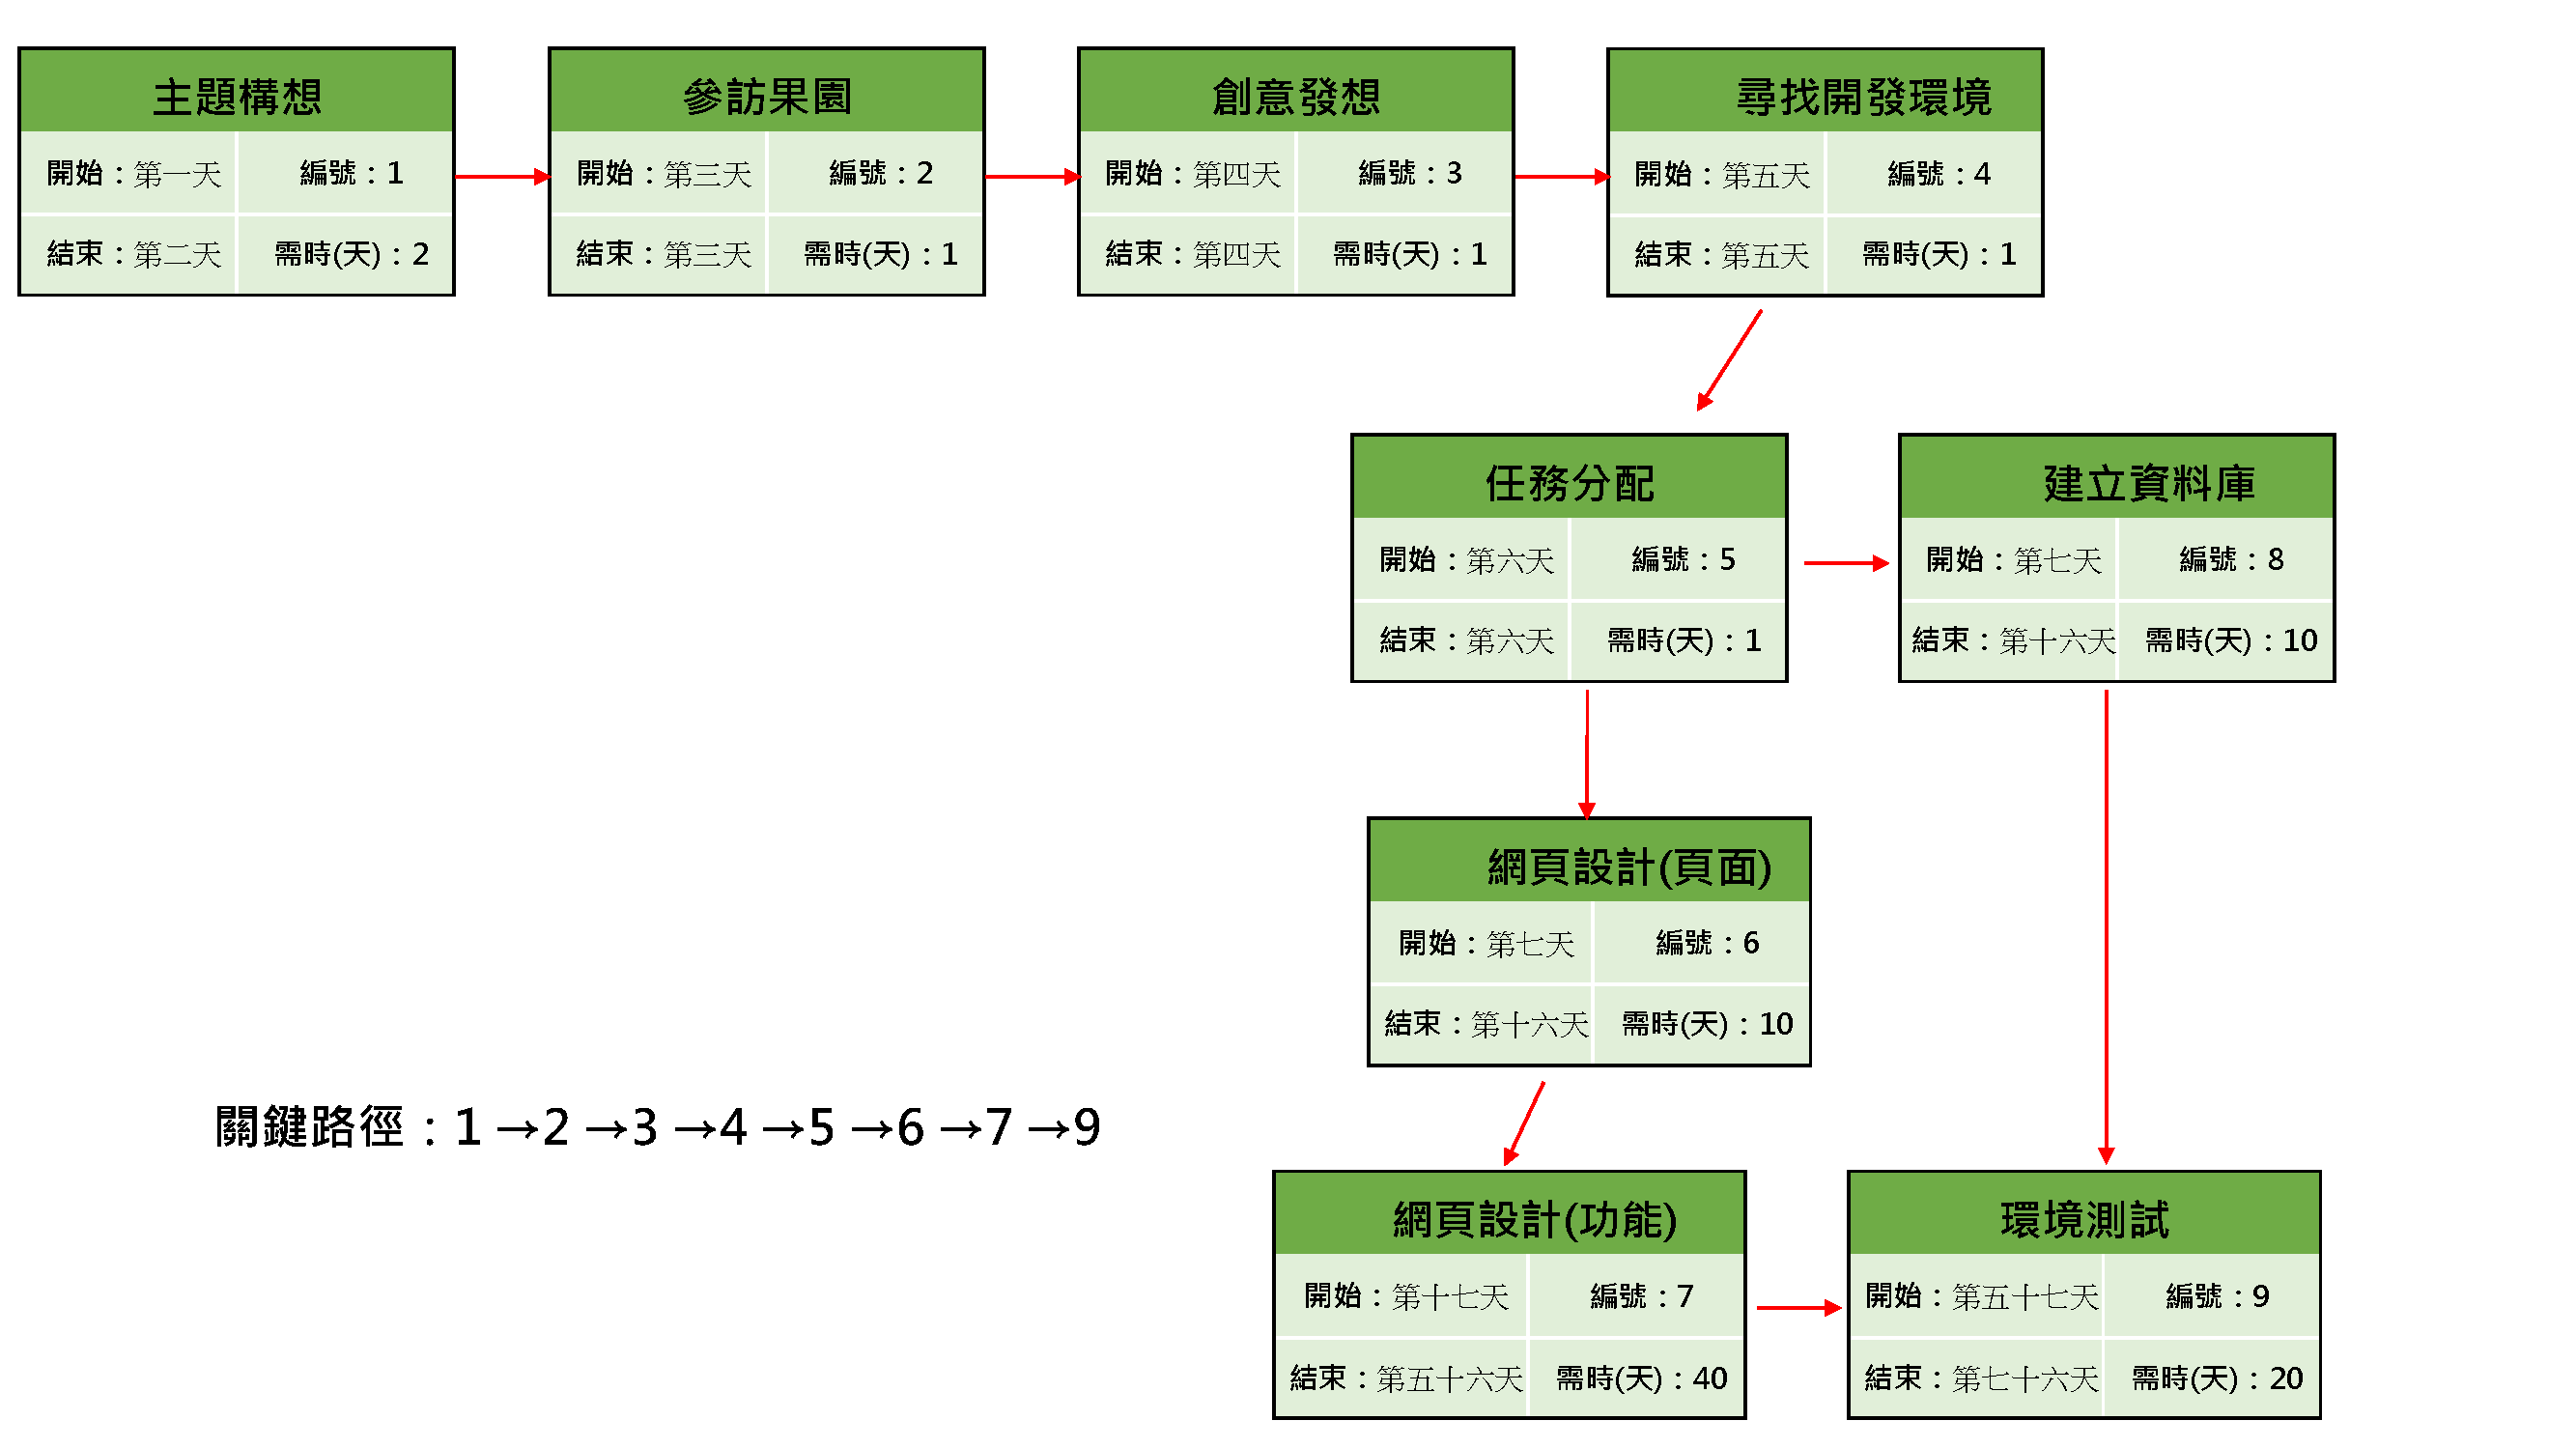 主題構想
開始：第一天 編號：1
結束：第二天 需時(天)：2
參訪果園
開始：第三天 編號：2
結束：第三天 需時(天)：1
創意發想
開始：第四天 編號：3
結束：第四天 需時(天)：1
尋找開發環境
開始：第五天 編號：4
結束：第五天 需時(天)：1
任務分配
開始：第六天 編號：5
結束：第六天 需時(天)：1
建立資料庫
開始：第七天 編號：8
結束：第十六天 需時(天)：10
網頁設計(頁面)
開始：第七天 編號：6
結束：第十六天 需時(天)：10
關鍵路徑：1→2→3→4→5→6→7→9
網頁設計(功能)
開始：第十七天 編號：7
結束：第五十六天 需時(天)：40
環境測試
開始：第五十七天 編號：9
結束：第七十六天 需時(天)：20